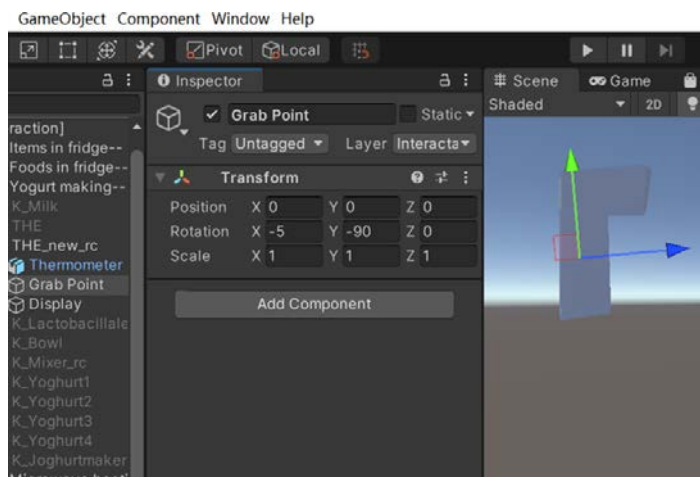 GameObject Component Window Help
Pivot Local
Inspector
Scene Game
Shaded 2D
Grab Point Static
Tag Untagged Layer Interacta
Transform
Position X 0 Y 0 Z 0
Rotation X -5 Y -90 Z 0
Scale X 1 Y 1 Z 1
Add Component
raction]
Items in fridge--
Foods in fridge--
Yogurt making--
K_Milk
THE
THE_new_rc
Thermometer
Grab Point
Display
K_Lactobacillale
K_Bowl
K_Mixer_rc
K_Yoghurt1
K_Yoghurt2
K_Yoghurt3
K_Yoghurt4
K_Joghurtmaker